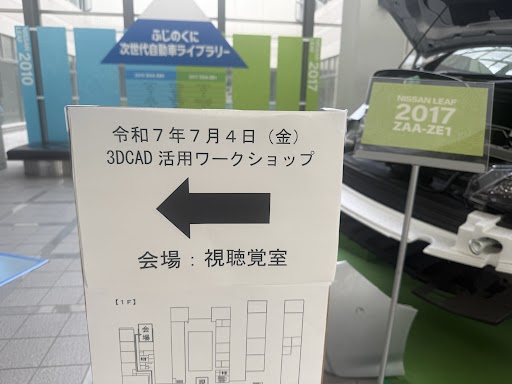 ふじのくに
次世代自動車ライブラリー
NISSAN LEAF
2010
2017
NISSAN LEAF
2017
ZAA-ZE1
令和7年7月4日（金）
3DCAD 活用ワークショップ
会場：視聴覚室
【1F】
会場